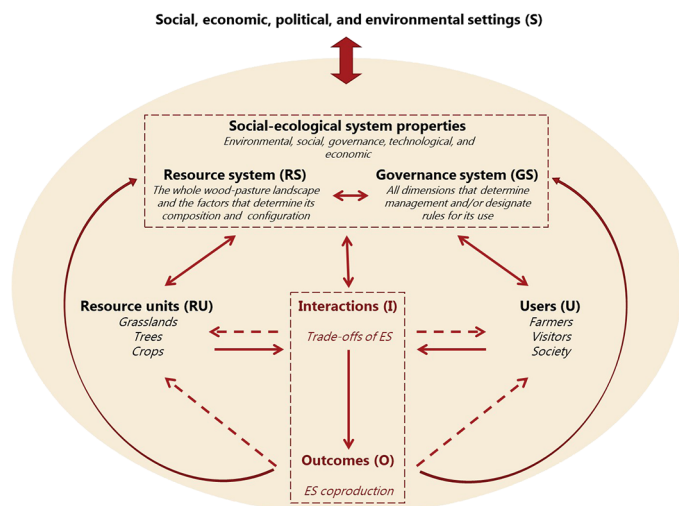 Social, economic, political, and environmental settings (S)
Social-ecological system properties
Environmental, social, governance, technological, and
economic
Resource system (RS)
The whole wood-pasture landscape
and the factors that determine its
composition and configuration
Governance system (GS)
All dimensions that determine
management and/or designate
rules for its use
Resource units (RU)
Grasslands
Trees
Crops
Interactions (I)
Trade-offs of ES
Users (U)
Farmers
Visitors
Society
Outcomes (O)
ES coproduction